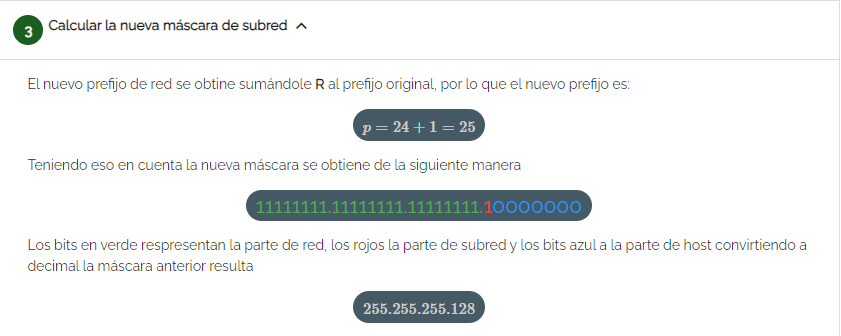 3 Calcular la nueva máscara de subred
El nuevo prefijo de red se obtine sumándole R al prefijo original, por lo que el nuevo prefijo es:
p = 24 + 1 = 25
Teniendo eso en cuenta la nueva máscara se obtiene de la siguiente manera
11111111.11111111.11111111.10000000
Los bits en verde respresentan la parte de red, los rojos la parte de subred y los bits azul a la parte de host convirtiendo a
decimal la máscara anterior resulta
255.255.255.128